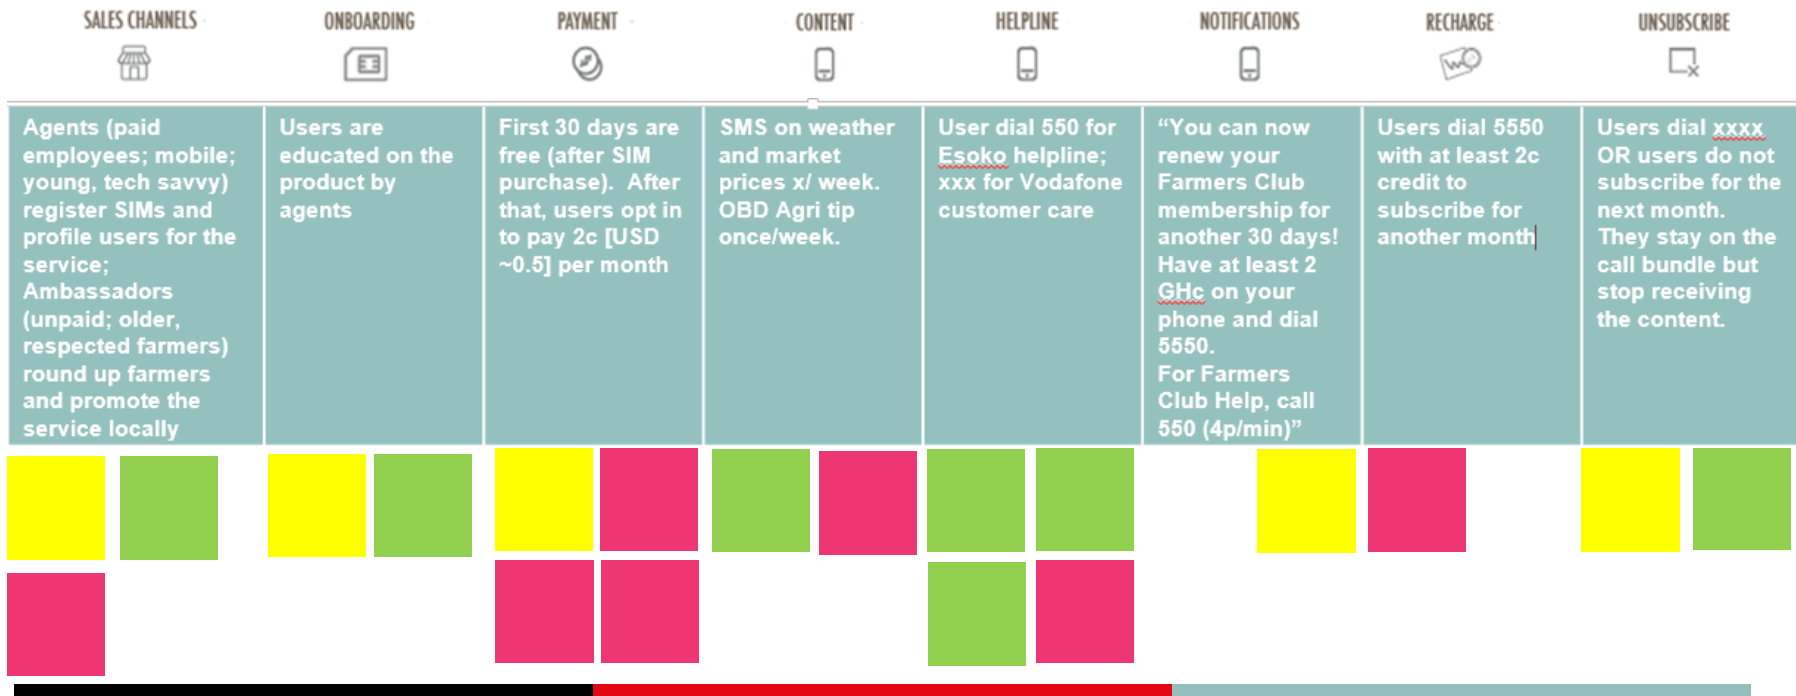 SALES CHANNELS
ONBOARDING
PAYMENT
CONTENT
HELPLINE
NOTIFICATIONS
RECHARGE
UNSUBSCRIBE
Agents (paid
employees; mobile;
young, tech savvy)
register SIMs and
profile users for the
service;
Ambassadors
(unpaid; older,
respected farmers)
round up farmers
and promote the
service locally
Users are
educated on the
product by
agents
First 30 days are
free (after SIM
purchase). After
that, users opt in
to pay 2c [USD
~0.5] per month
SMS on weather
and market
prices x/ week.
OBD Agri tip
once/week.
User dial 550 for
Esoko helpline;
xxx for Vodafone
customer care
“You can now
renew your
Farmers Club
membership for
another 30 days!
Have at least 2
GHc on your
phone and dial
5550.
For Farmers
Club Help, call
550 (4p/min)”
Users dial 5550
with at least 2c
credit to
subscribe for
another month
Users dial xxxx
OR users do not
subscribe for the
next month.
They stay on the
call bundle but
stop receiving
the content.